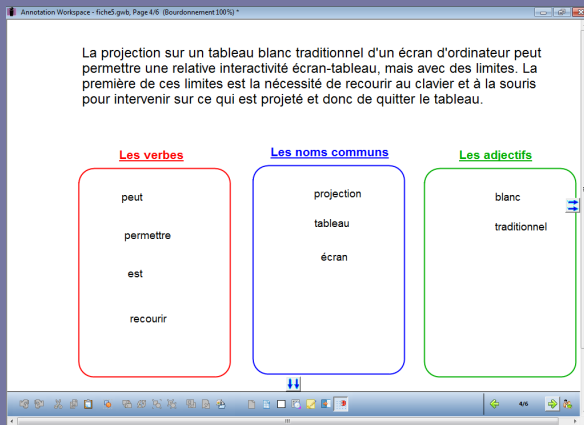 Annotation Workspace - fiche5.gwb, Page 4/6 (Bourdonnement 100%) *
La projection sur un tableau blanc traditionnel d'un écran d'ordinateur peut
permettre une relative interactivité écran-tableau, mais avec des limites. La
première de ces limites est la nécessité de recourir au clavier et à la souris
pour intervenir sur ce qui est projeté et donc de quitter le tableau.
Les verbes
Les noms communs
Les adjectifs
peut
projection
blanc
permettre
tableau
traditionnel
est
écran
recourir
4/6